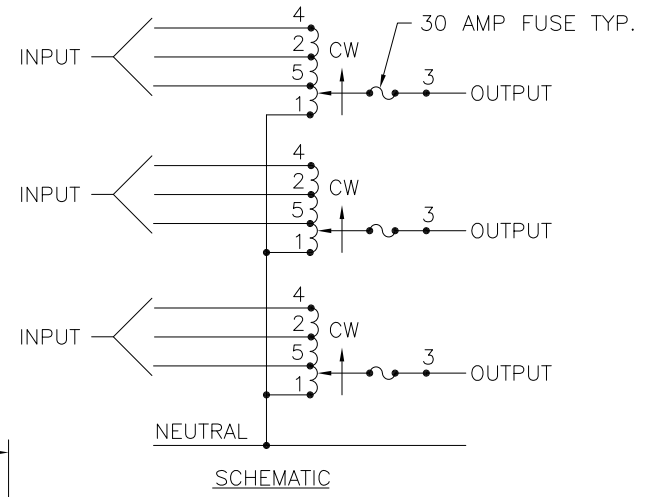 4
30 AMP FUSE TYP.
2
CW
INPUT
5
3
OUTPUT
1
4
2
CW
INPUT
5
3
OUTPUT
1
4
2
CW
INPUT
5
3
OUTPUT
1
NEUTRAL
SCHEMATIC